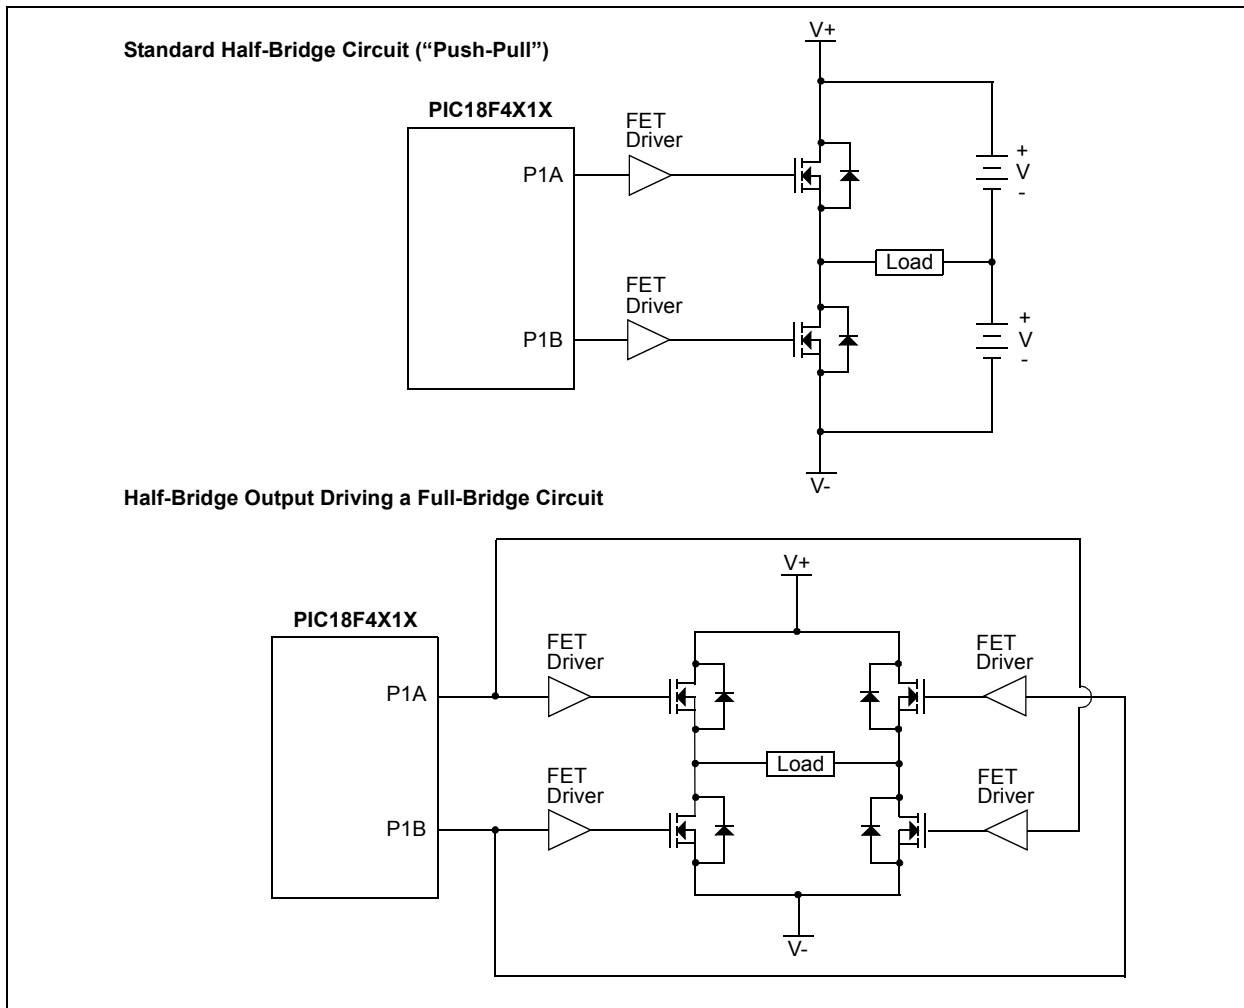 Standard Half-Bridge Circuit (“Push-Pull”)
V+
PIC18F4X1X
FET
Driver
P1A
+
V
-
Load
FET
Driver
P1B
+
V
-
V-
Half-Bridge Output Driving a Full-Bridge Circuit
V+
PIC18F4X1X
FET
Driver
FET
Driver
P1A
Load
FET
Driver
FET
Driver
P1B
V-